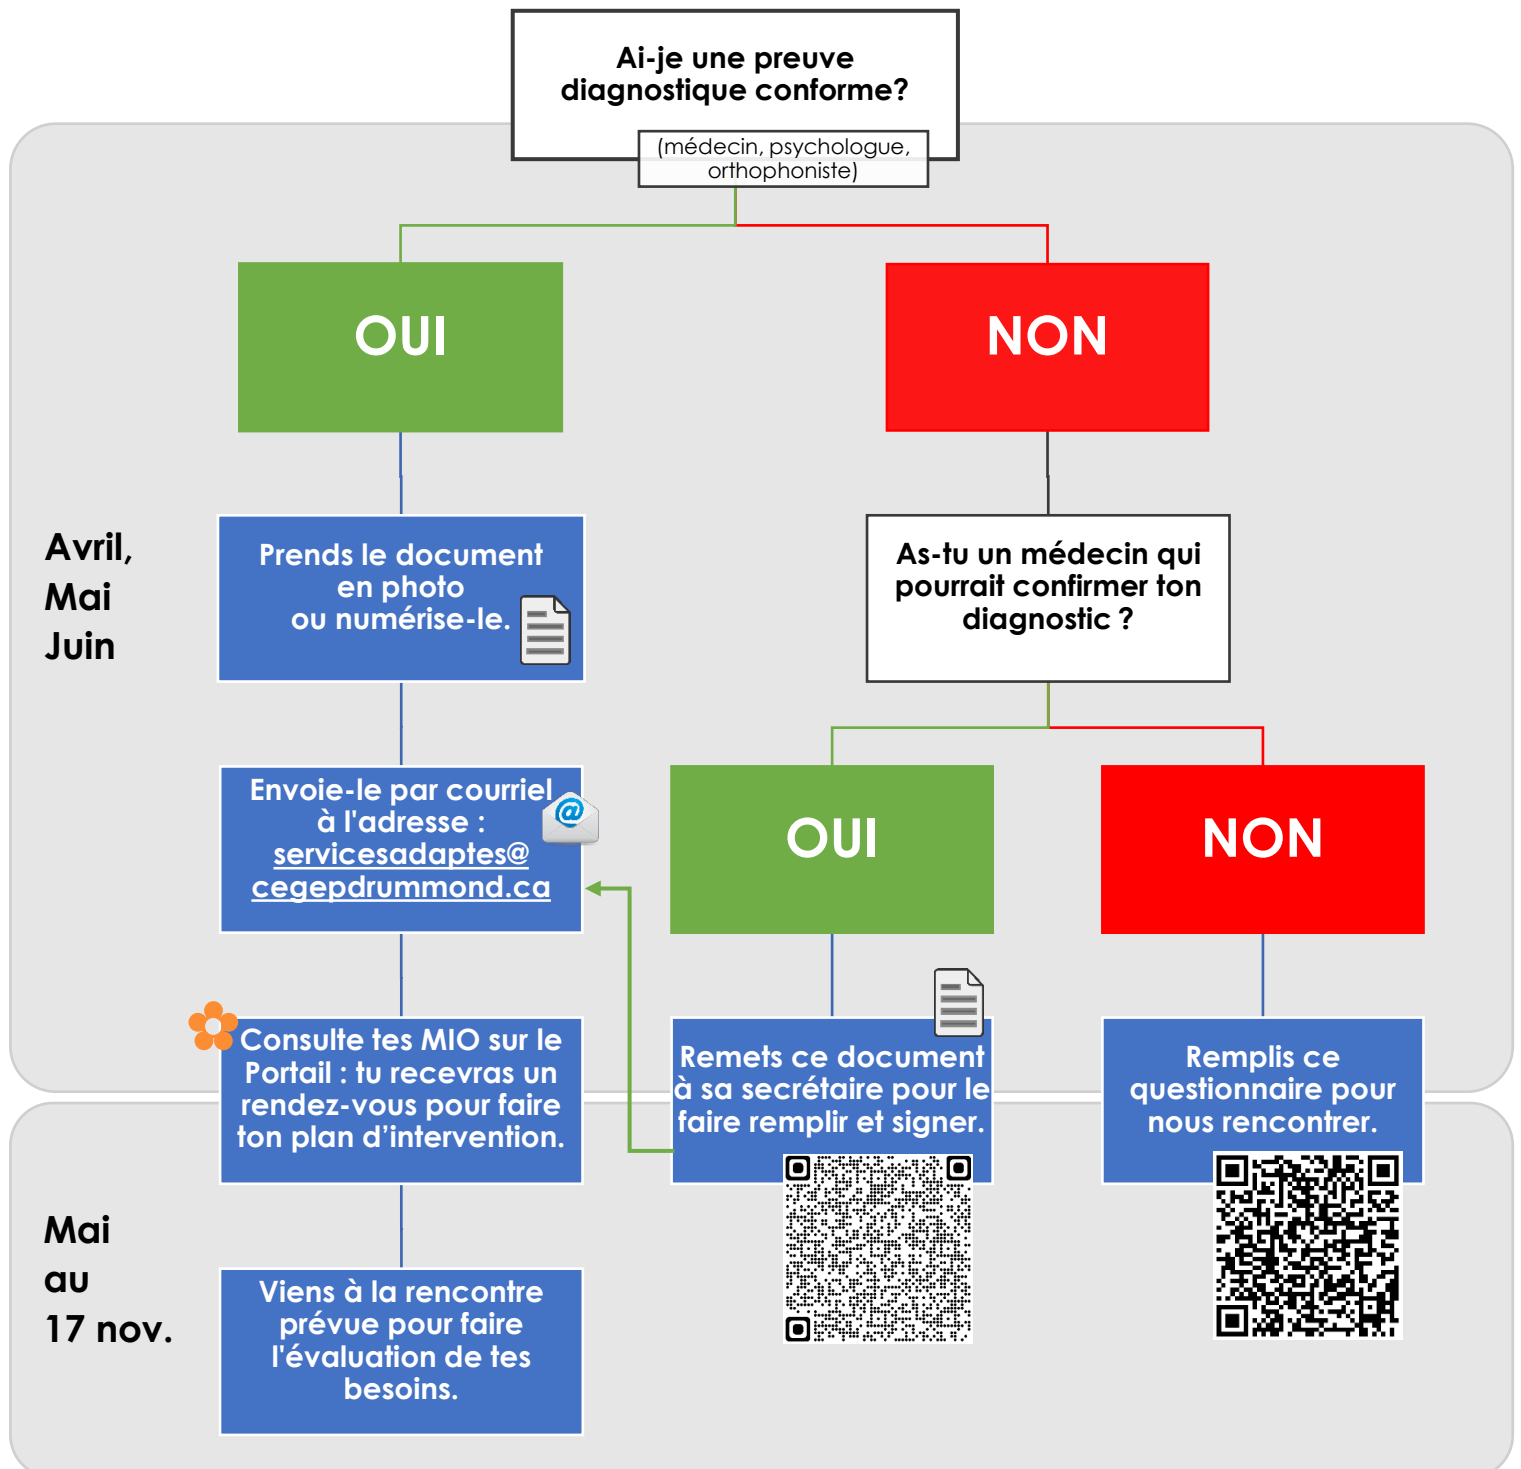 Ai-je une preuve
diagnostique conforme?
(médecin, psychologue,
orthophoniste)
OUI
NON
Avril,
Mai
Juin
Prends le document
en photo
ou numérise-le.
As-tu un médecin qui
pourrait confirmer ton
diagnostic ?
Envoie-le par courriel
à l'adresse :
servicesadaptes@
cegepdrummond.ca
@
OUI
NON
Consulte tes MIO sur le
Portail : tu recevras un
rendez-vous pour faire
ton plan d’intervention.
Remets ce document
à sa secrétaire pour le
faire remplir et signer.
Remplis ce
questionnaire pour
nous rencontrer.
Mai
au
17 nov.
Viens à la rencontre
prévue pour faire
l'évaluation de tes
besoins.